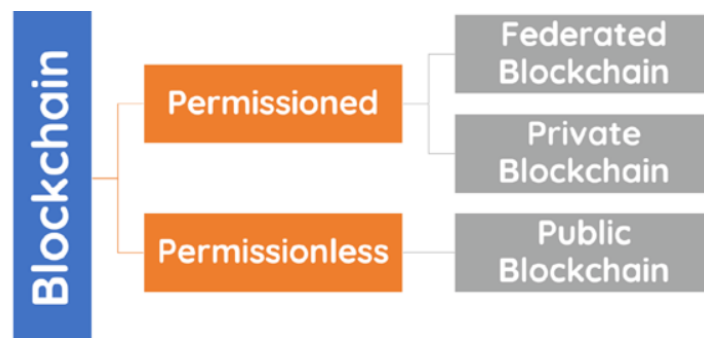 Blockchain
Permissioned
Federated
Blockchain
Private
Blockchain
Permissionless
Public
Blockchain